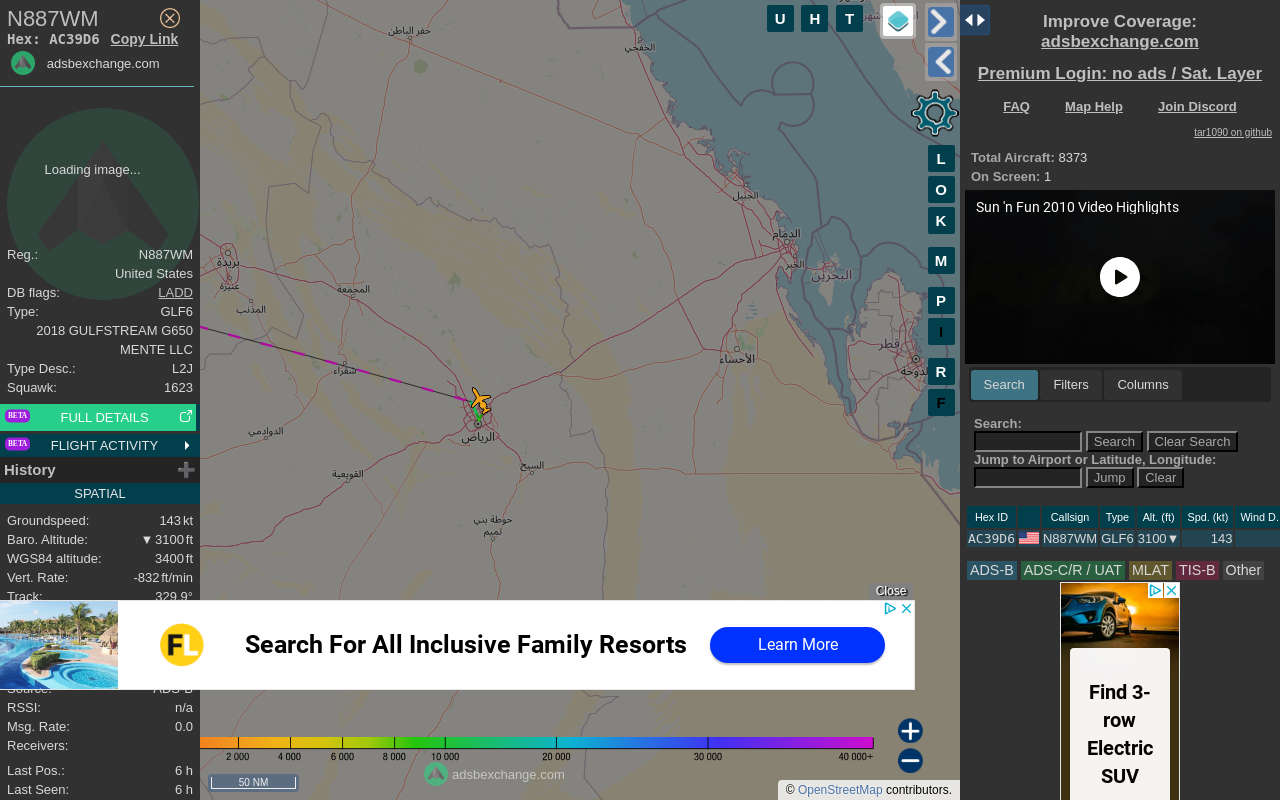 N887WM
Hex: AC39D6 Copy Link
adsbexchange.com
Loading image...
Reg.: N887WM
United States
DB flags: LADD
Type: GLF6
2018 GULFSTREAM G650
MENTE LLC
Type Desc.: L2J
Squawk: 1623
BETA FULL DETAILS
BETA FLIGHT ACTIVITY
History
SPATIAL
Groundspeed: 143 kt
Baro. Altitude: ▼ 3100 ft
WGS84 altitude: 3400 ft
Vert. Rate: -832 ft/min
Track: 329.9°
Source: ADS-B
RSSI: n/a
Msg. Rate: 0.0
Receivers:
Last Pos.: 6 h
Last Seen: 6 h
حفر الباطن
الخفجي
الجبيل
الدمام
الخبر
البحرين
قطر
الدوحة
الأحساء
بريدة
عنيزة
المذنب
المجمعة
شقراء
الدوادمي
الرياض
السيح
القويعية
حوطة بني
تميم
U H T
L
O
K
M
P
I
R
F
Close
FL
Search For All Inclusive Family Resorts
Learn More
2 000 4 000 6 000 8 000 10 000 20 000 30 000 40 000+
adsbexchange.com
50 NM
© OpenStreetMap contributors.
Improve Coverage:
adsbexchange.com
Premium Login: no ads / Sat. Layer
FAQ Map Help Join Discord
tar1090 on github
Total Aircraft: 8373
On Screen: 1
Sun 'n Fun 2010 Video Highlights
Search Filters Columns
Search:
Search Clear Search
Jump to Airport or Latitude, Longitude:
Jump Clear
Hex ID Callsign Type Alt. (ft) Spd. (kt) Wind D.
AC39D6 N887WM GLF6 3100▼ 143
ADS-B ADS-C/R / UAT MLAT TIS-B Other
Find 3-
row
Electric
SUV